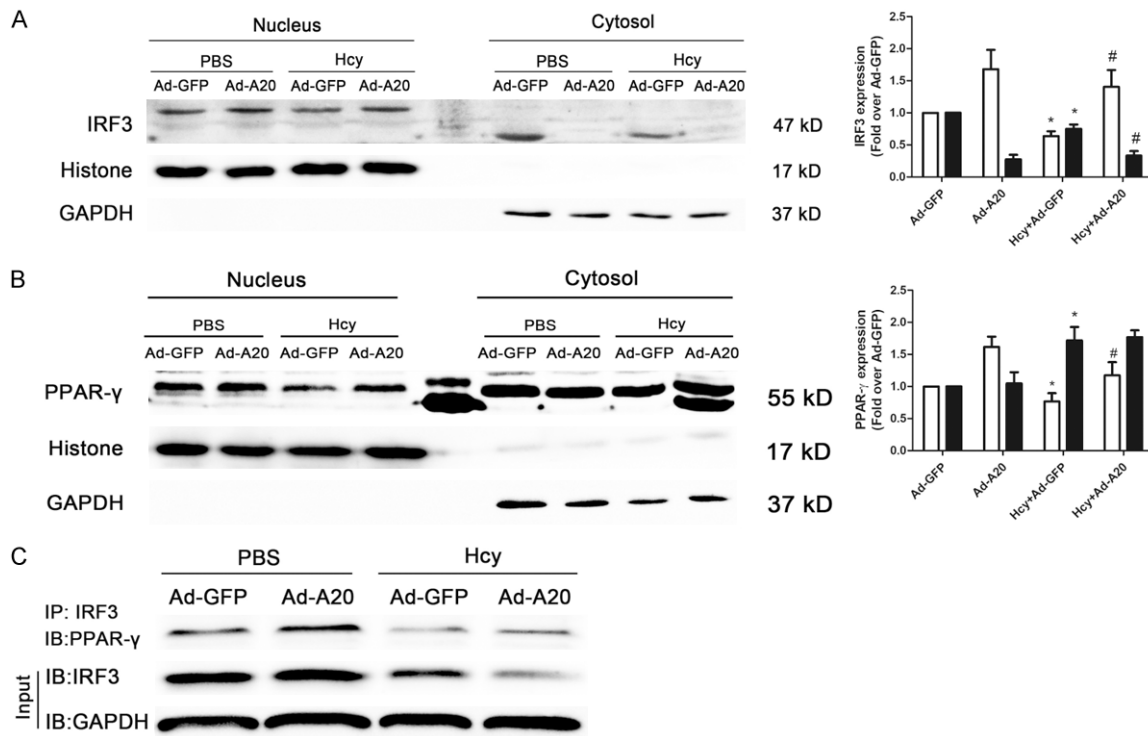 A
Nucleus Cytosol
PBS Hcy PBS Hcy
Ad-GFP Ad-A20 Ad-GFP Ad-A20 Ad-GFP Ad-A20 Ad-GFP Ad-A20
IRF3 47 kD
Histone 17 kD
GAPDH 37 kD
IRF3 expression
(Fold over Ad-GFP)
2.5
2.0
1.5
1.0
0.5
0.0
* * # #
Ad-GFP Ad-A20 Hcy+Ad-GFP Hcy+Ad-A20
B
Nucleus Cytosol
PBS Hcy PBS Hcy
Ad-GFP Ad-A20 Ad-GFP Ad-A20 Ad-GFP Ad-A20 Ad-GFP Ad-A20
PPAR-γ 55 kD
Histone 17 kD
GAPDH 37 kD
PPAR-γ expression
(Fold over Ad-GFP)
2.5
2.0
1.5
1.0
0.5
0.0
* * #
Ad-GFP Ad-A20 Hcy+Ad-GFP Hcy+Ad-A20
C
PBS Hcy
Ad-GFP Ad-A20 Ad-GFP Ad-A20
IP: IRF3
IB:PPAR-γ
Input
IB:IRF3
IB:GAPDH